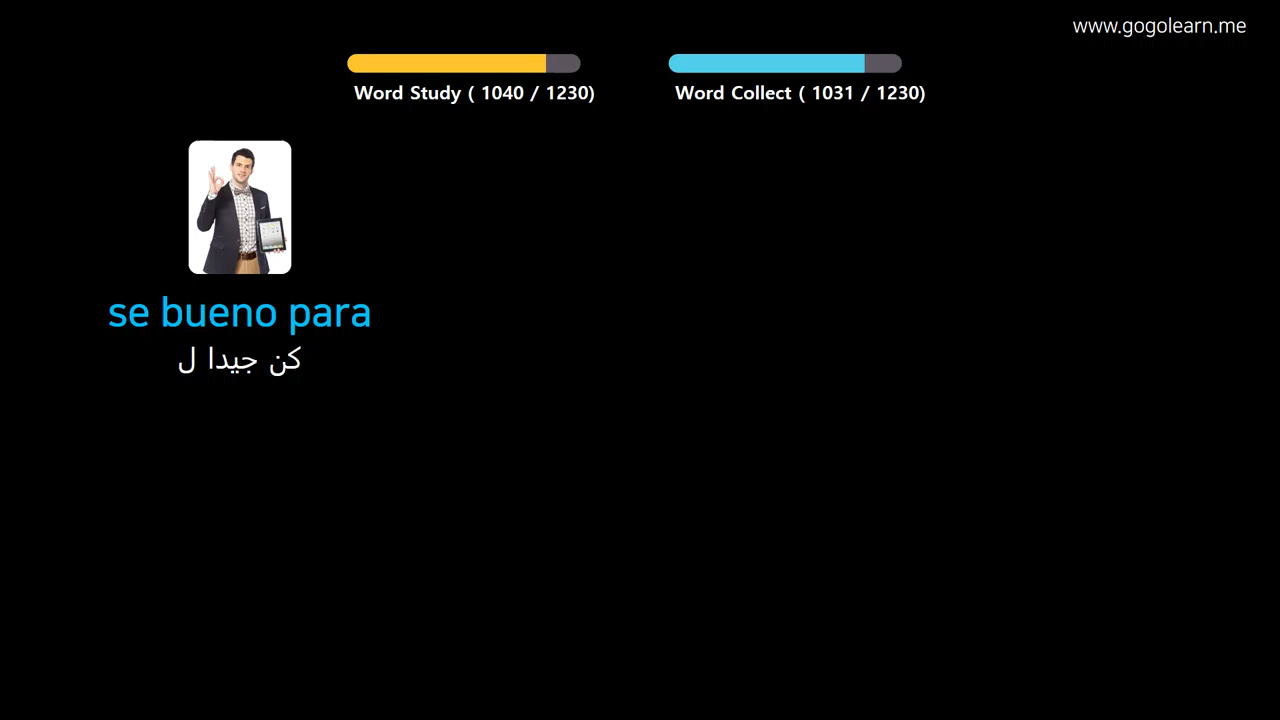 www.gogolearn.me
Word Study ( 1040 / 1230)
Word Collect ( 1031 / 1230)
se bueno para
كن جيدا ل